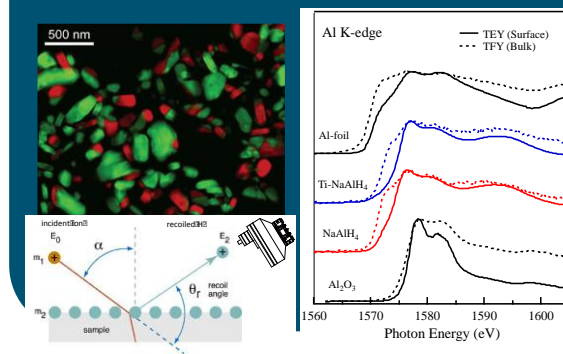 500 nm
incident
recoiled
E0
α
E2
m1
θr
recoil
angle
m2
sample
Al K-edge
TEY (Surface)
TFY (Bulk)
Al-foil
Ti-NaAlH4
NaAlH4
Al2O3
1560 1570 1580 1590 1600
Photon Energy (eV)